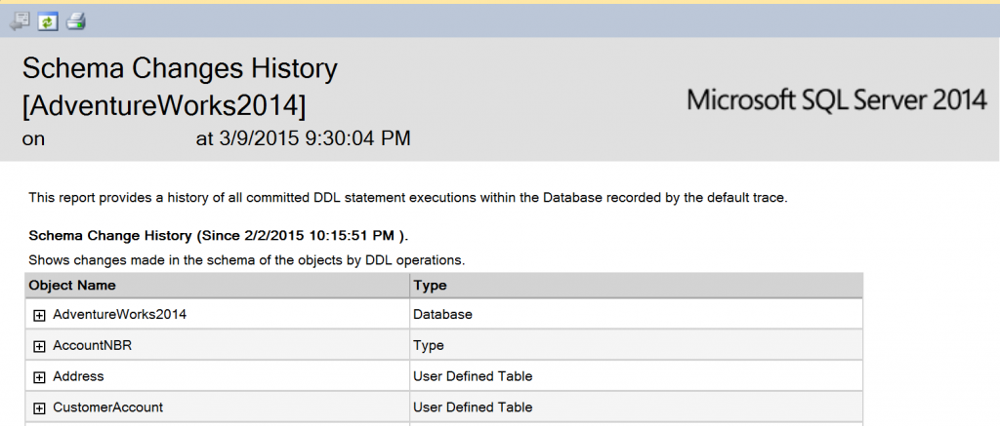 Schema Changes History
[AdventureWorks2014]
Microsoft SQL Server 2014
on at 3/9/2015 9:30:04 PM
This report provides a history of all committed DDL statement executions within the Database recorded by the default trace.
Schema Change History (Since 2/2/2015 10:15:51 PM ).
Shows changes made in the schema of the objects by DDL operations.
Object Name Type
AdventureWorks2014 Database
AccountNBR Type
Address User Defined Table
CustomerAccount User Defined Table